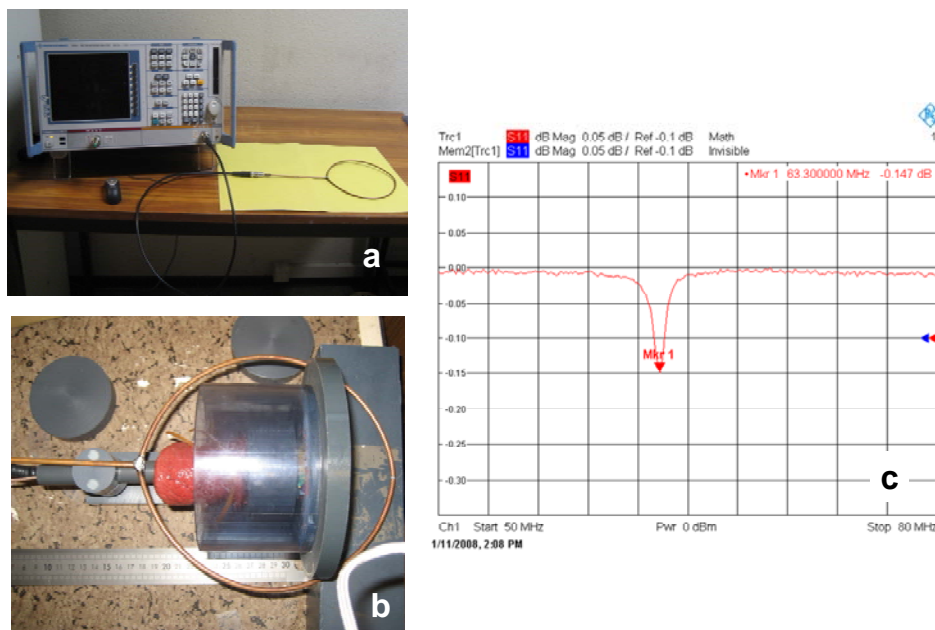 a
Trc1 S11 dB Mag 0.05 dB / Ref -0.1 dB Math
Mem2[Trc1] S11 dB Mag 0.05 dB / Ref -0.1 dB Invisible
1
S11
•Mkr 1 63.300000 MHz -0.147 dB
0.10
0.05
0.00
-0.05
-0.10
Mkr 1
-0.15
-0.20
-0.25
-0.30
c
Ch1 Start 50 MHz Pwr 0 dBm Stop 80 MHz
1/11/2008, 2:08 PM
b